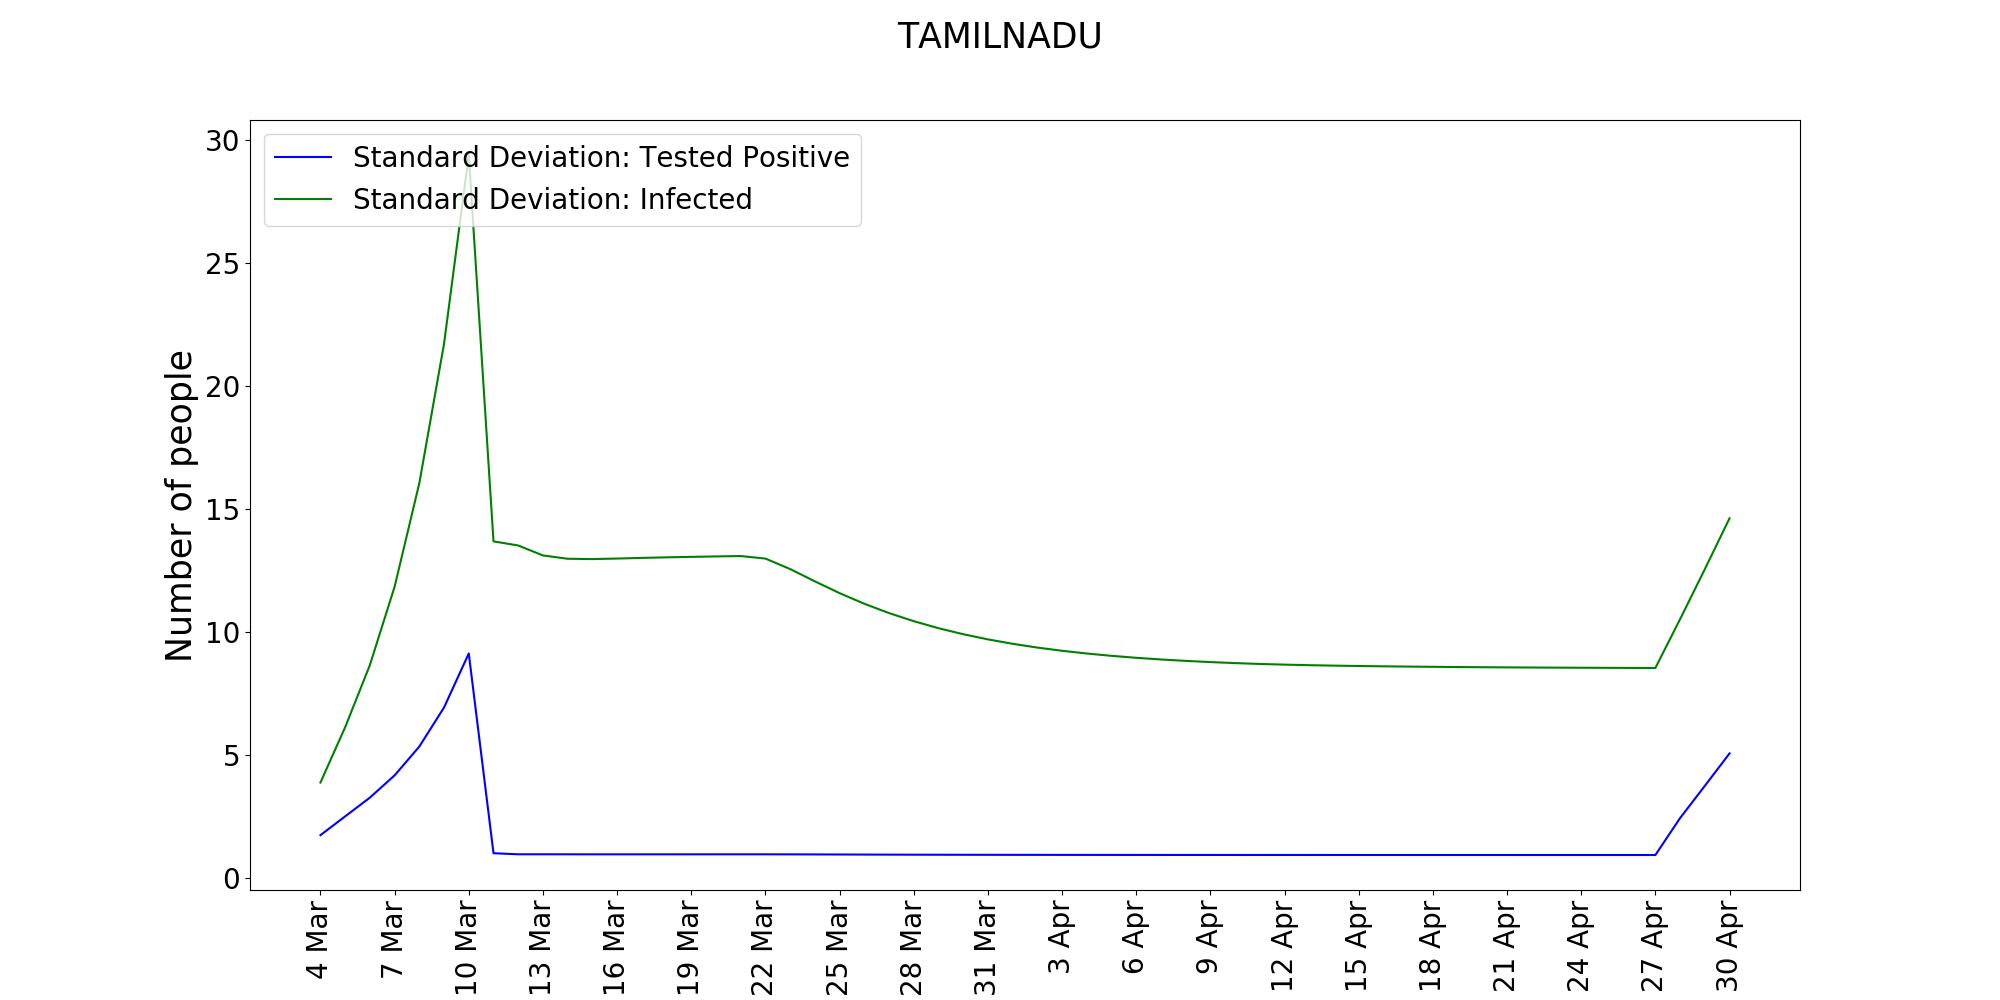 TAMILNADU
Standard Deviation: Tested Positive
Standard Deviation: Infected
Number of people
30
25
20
15
10
5
0
4 Mar
7 Mar
10 Mar
13 Mar
16 Mar
19 Mar
22 Mar
25 Mar
28 Mar
31 Mar
3 Apr
6 Apr
9 Apr
12 Apr
15 Apr
18 Apr
21 Apr
24 Apr
27 Apr
30 Apr